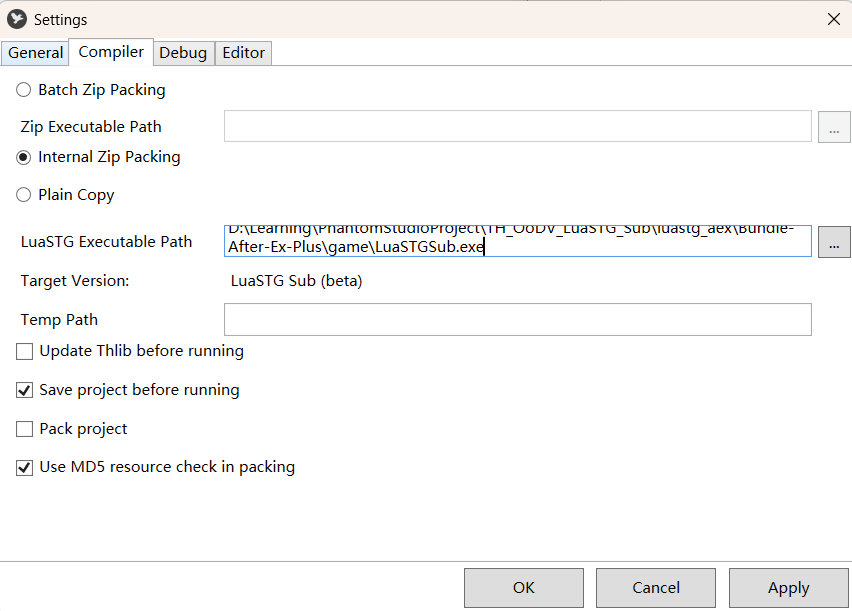 Settings
General Compiler Debug Editor
Batch Zip Packing
Zip Executable Path ...
Internal Zip Packing
Plain Copy
D:\Learning\PhantomStudioProject\TH_OoDV_LuaSTG_Sub\luastg_aex\Bundle-
LuaSTG Executable Path After-Ex-Plus\game\LuaSTGSub.exe ...
Target Version: LuaSTG Sub (beta)
Temp Path
Update Thlib before running
Save project before running
Pack project
Use MD5 resource check in packing
OK Cancel Apply